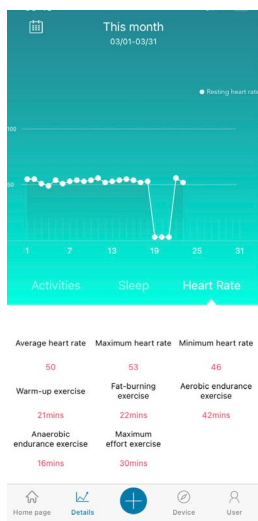 This month
03/01-03/31
Resting heart rate
100
50
1 7 13 19 25 31
Activities Sleep Heart Rate
Average heart rate Maximum heart rate Minimum heart rate
50 53 46
Warm-up exercise Fat-burning exercise Aerobic endurance exercise
21mins 22mins 42mins
Anaerobic endurance exercise Maximum effort exercise
16mins 30mins
Home page Details Device User